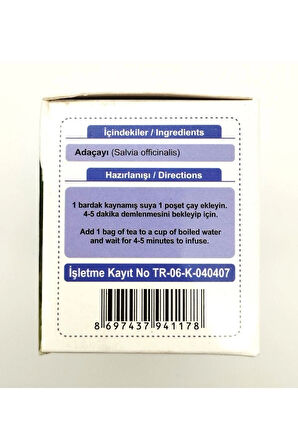 İçindekiler / Ingredients
Adaçayı (Salvia officinalis)
Hazırlanışı / Directions
1 bardak kaynamış suya 1 poşet çay ekleyin.
4-5 dakika demlenmesini bekleyip için.
Add 1 bag of tea to a cup of boiled water
and wait for 4-5 minutes to infuse.
İşletme Kayıt No TR-06-K-040407
8 697437 941178